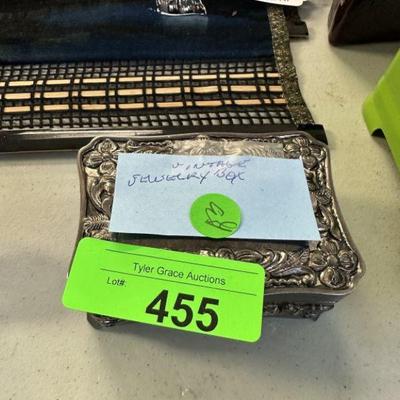 VINTAGE
JEWELRY BOX
Tyler Grace Auctions
Lot#:
455